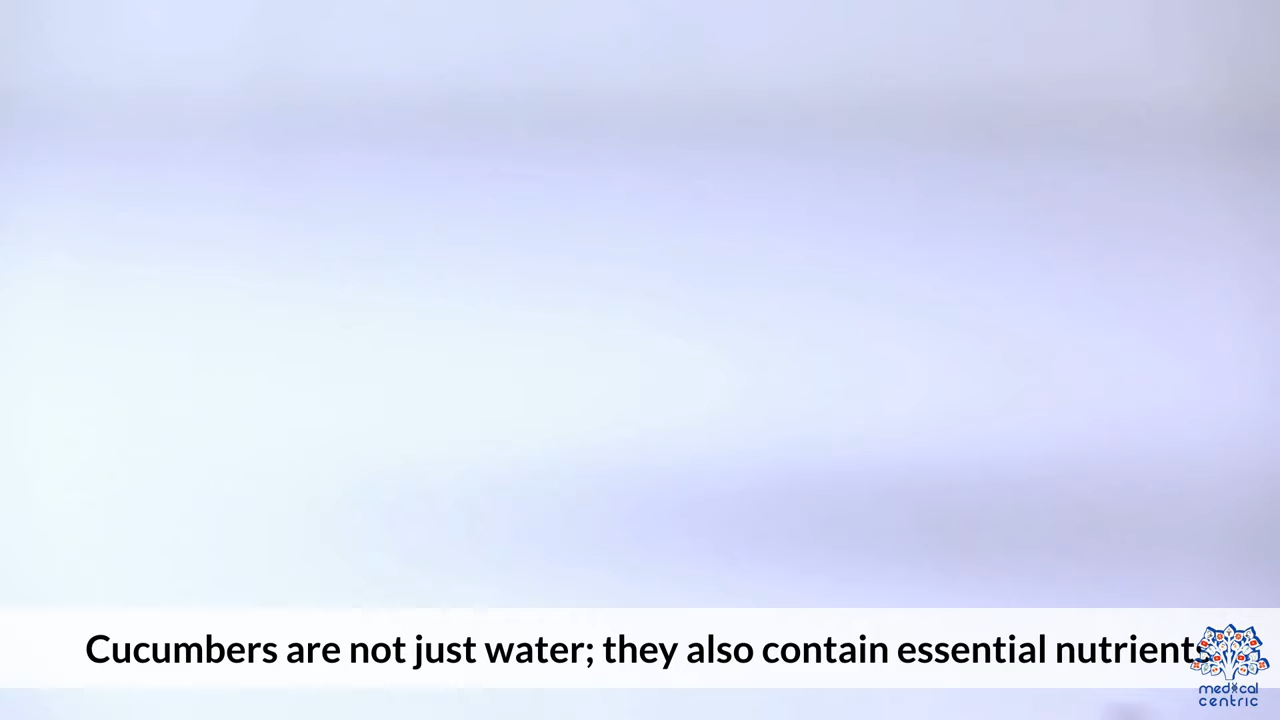 Cucumbers are not just water; they also contain essential nutrients
medical
centric